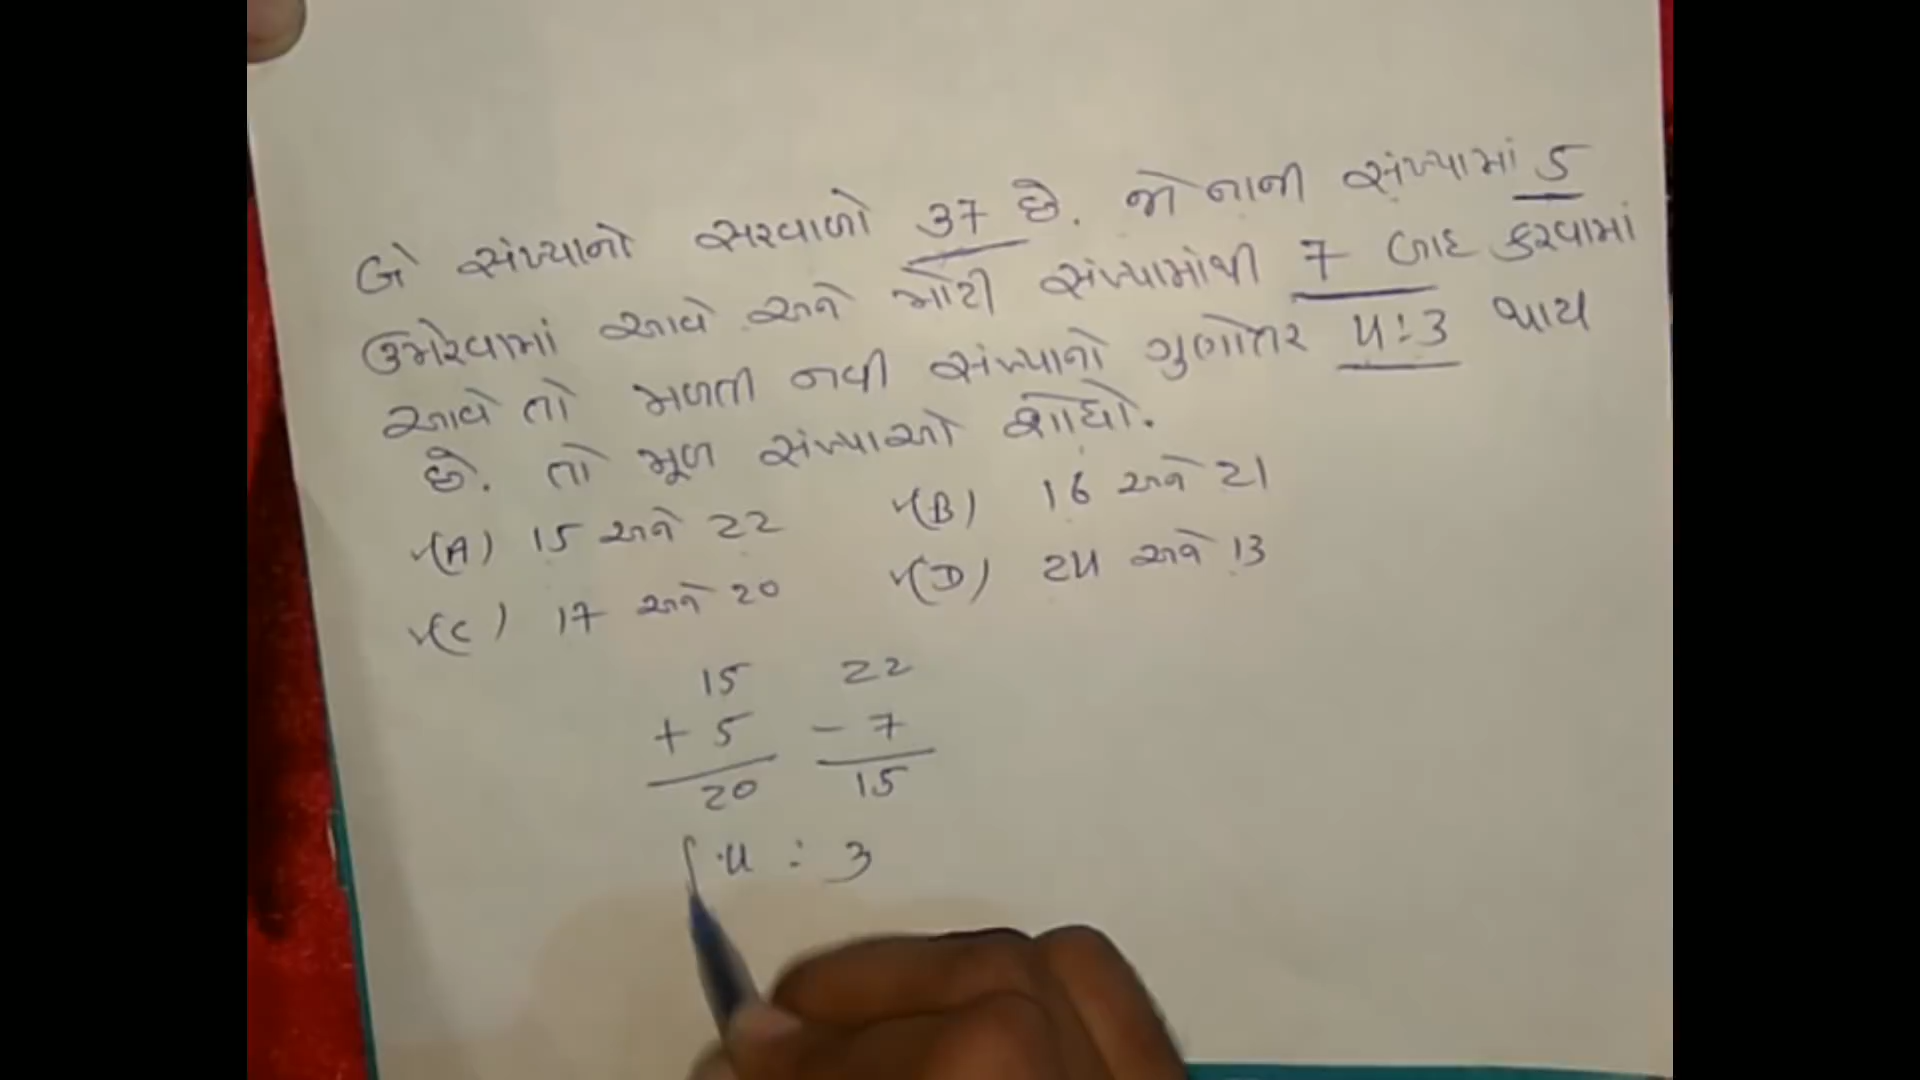 બે સંખ્યાનો સરવાળો 37 છે. જો નાની સંખ્યામાં 5
ઉમેરવામાં આવે અને મોટી સંખ્યામાંથી 7 બાદ કરવામાં
આવે તો મળતી નવી સંખ્યાનો ગુણોતર 4:3 થાય
છે. તો મૂળ સંખ્યાઓ શોધો.
(A) 15 અને 22 (B) 16 અને 21
(C) 17 અને 20 (D) 24 અને 13
15 22
+ 5 - 7
20 15
4 : 3